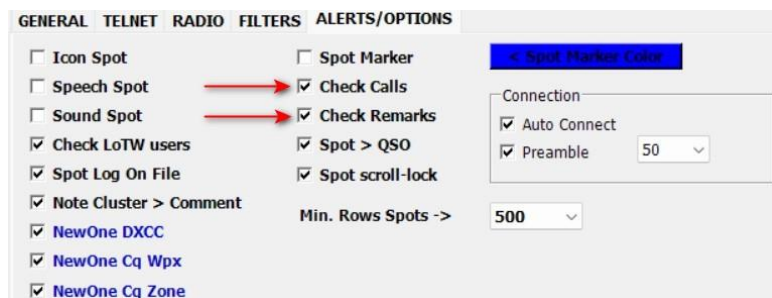 GENERAL TELNET RADIO FILTERS ALERTS/OPTIONS
Icon Spot
Speech Spot
Sound Spot
Check LoTW users
Spot Log On File
Note Cluster > Comment
NewOne DXCC
NewOne Cq Wpx
NewOne Cq Zone
Spot Marker
Check Calls
Check Remarks
Spot > QSO
Spot scroll-lock
Min. Rows Spots -> 500
< Spot Marker Color
Connection
Auto Connect
Preamble 50